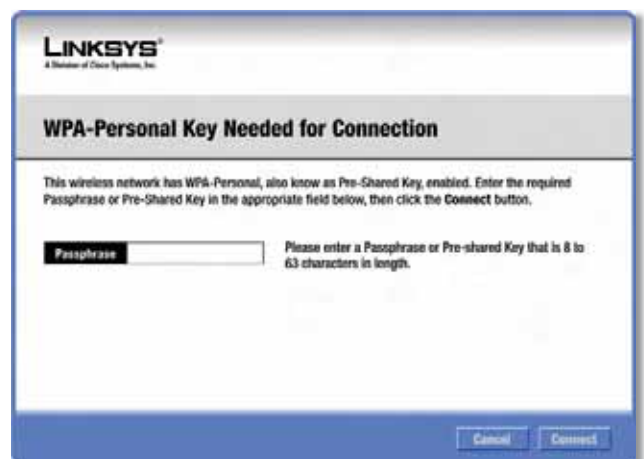 LINKSYS®
A Division of Cisco Systems, Inc.
WPA-Personal Key Needed for Connection
This wireless network has WPA-Personal, also know as Pre-Shared Key, enabled. Enter the required
Passphrase or Pre-Shared Key in the appropriate field below, then click the Connect button.
Passphrase
Please enter a Passphrase or Pre-shared Key that is 8 to
63 characters in length.
Cancel
Connect